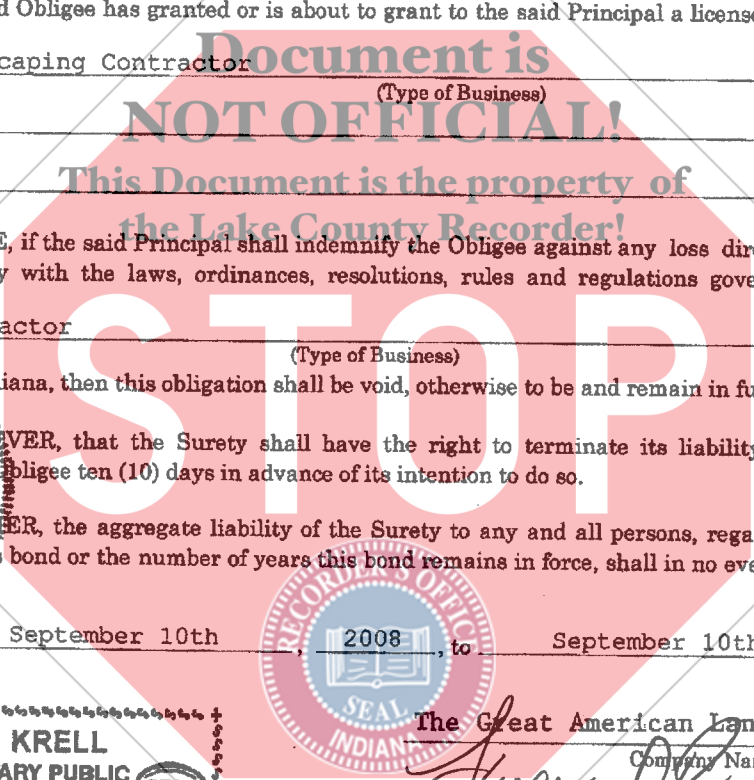 d Obligee has granted or is about to grant to the said Principal a license
caping Contractor
Document is
(Type of Business)
NOT OFFICIAL!
This Document is the property of
the Lake County Recorder!
E, if the said Principal shall indemnify the Obligee against any loss dir
y with the laws, ordinances, resolutions, rules and regulations gove
actor
(Type of Business)
STOP
diana, then this obligation shall be void, otherwise to be and remain in fu
EVER, that the Surety shall have the right to terminate its liability
bligee ten (10) days in advance of its intention to do so.
ER, the aggregate liability of the Surety to any and all persons, rega
s bond or the number of years this bond remains in force, shall in no eve
RECORDER'S OFFICE
September 10th, 2008, to September 10th
SEAL
INDIANA
The Great American Lan
KRELL
Company Na
ARY PUBLIC